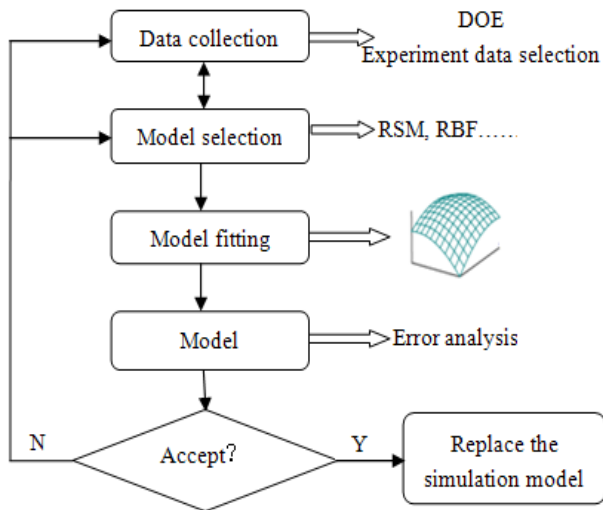 Data collection
DOE
Experiment data selection
Model selection
RSM, RBF......
Model fitting
Model
Error analysis
N
Accept?
Y
Replace the
simulation model